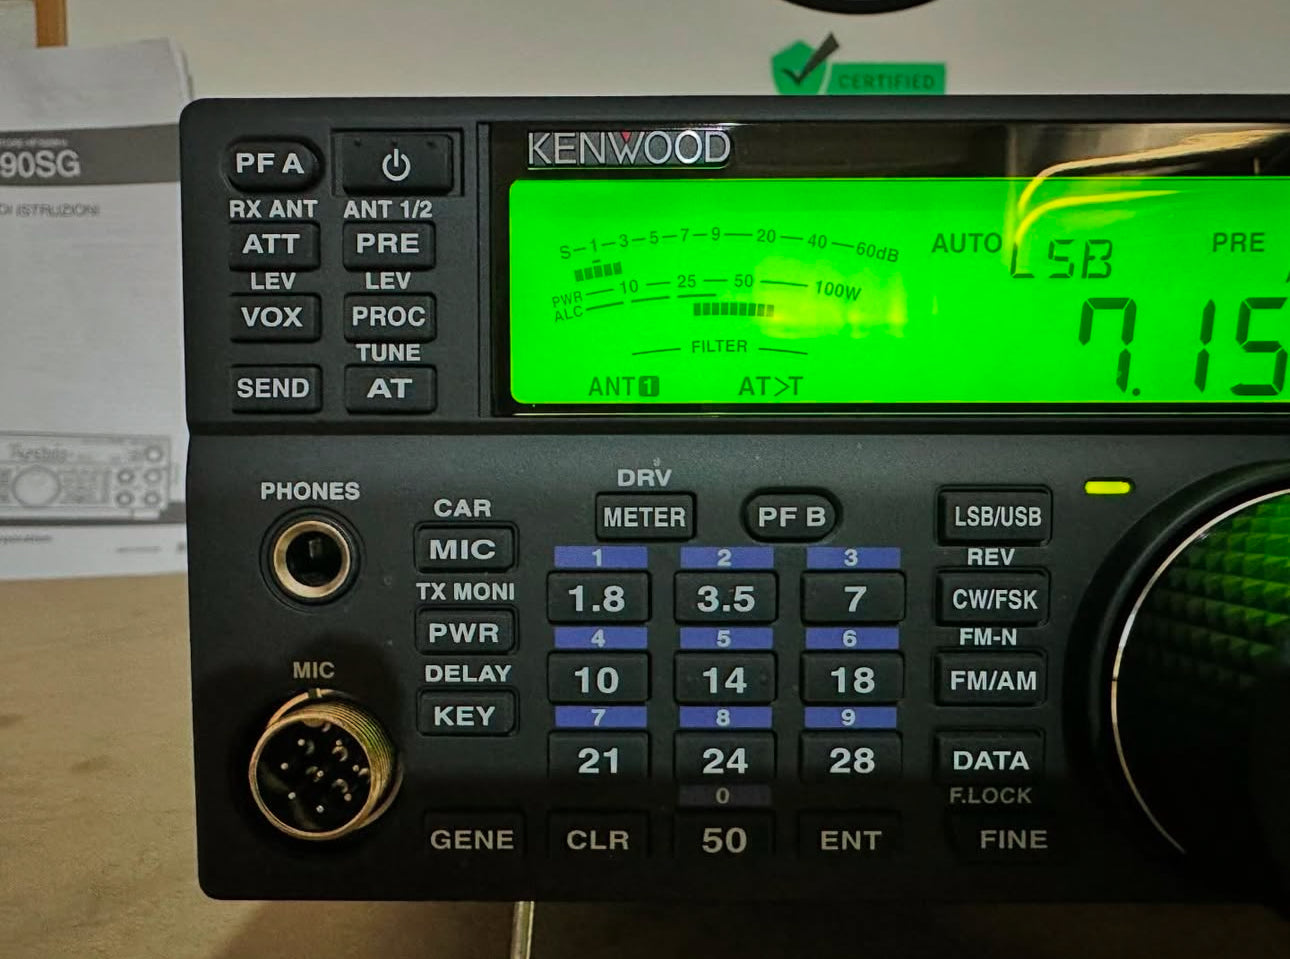 CERTIFIED
90SG
DI ISTRUZIONI
PF A
RX ANT ANT 1/2
ATT PRE
LEV LEV
VOX PROC
TUNE
SEND AT
KENWOOD
S 1 3 5 7 9 20 40 60dB
PWR 10 25 50 100W
ALC
FILTER
ANT 1 AT>T
AUTO LSB PRE
7.15
PHONES
MIC
CAR
MIC
TX MONI
PWR
DELAY
KEY
DRV
METER PF B
1 2 3
1.8 3.5 7
4 5 6
10 14 18
7 8 9
21 24 28
0
GENE CLR 50 ENT
LSB/USB
REV
CW/FSK
FM-N
FM/AM
DATA
F.LOCK
FINE